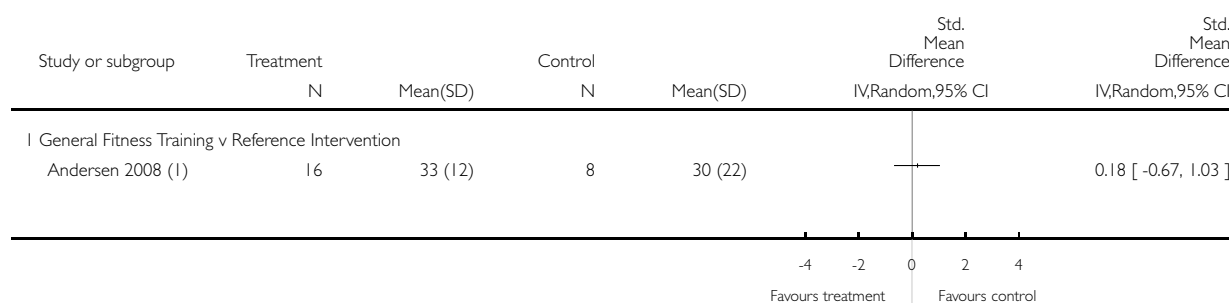 Std. Std.
Mean Mean
Study or subgroup Treatment Control Difference Difference
N Mean(SD) N Mean(SD) IV,Random,95% CI IV,Random,95% CI
1 General Fitness Training v Reference Intervention
Andersen 2008 (1) 16 33 (12) 8 30 (22) 0.18 [ -0.67, 1.03 ]
-4 -2 0 2 4
Favours treatment Favours control